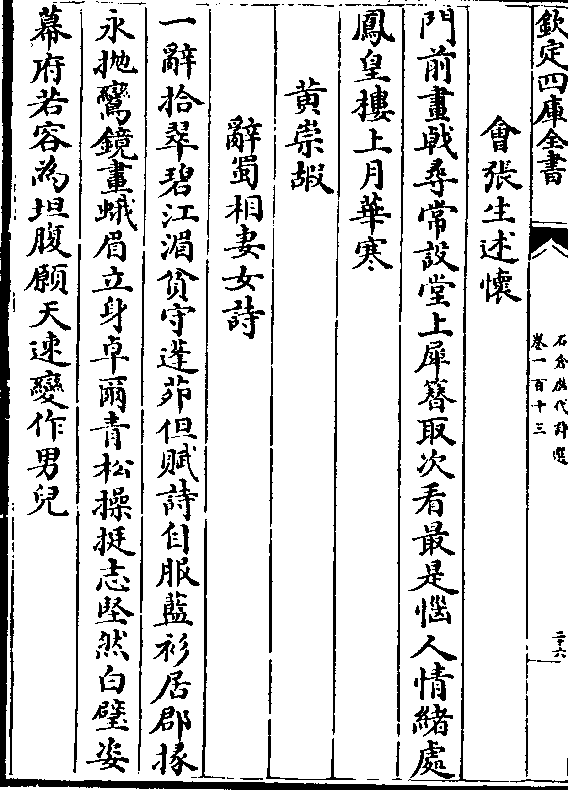 欽定四庫全書
石倉歴代詩選
卷一百十三
二十六
會張生述懷
門前畫㦸尋常設堂上犀簪取次看最是惱人情緒處
鳳皇樓上月華寒
黄崇嘏
辭蜀相妻女詩
一辭拾翠碧江湄貧守蓬茆但賦詩自服藍衫居郡掾
永抛鸞鏡畫蛾眉立身卓爾青松操挺志堅然白璧姿
幕府若容為坦腹願天速變作男兒